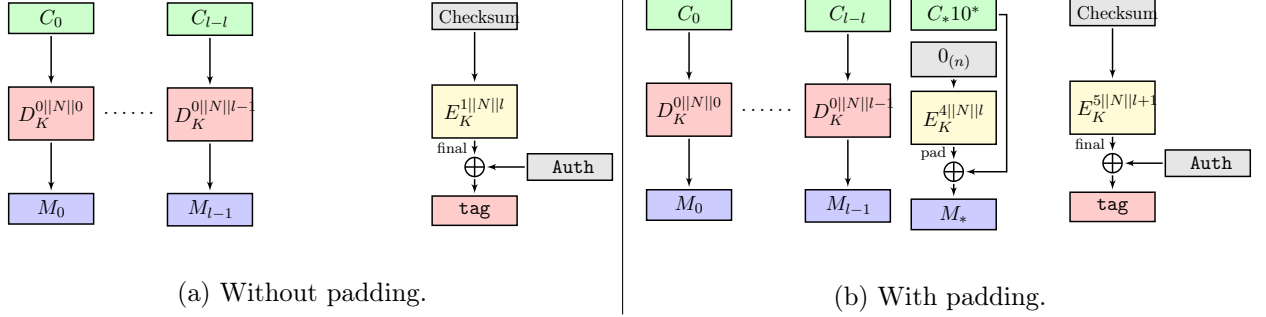 C_0 C_{l−l} Checksum
D_K^{0||N||0} ······ D_K^{0||N||l−1} E_K^{1||N||l}
final
⊕ Auth
M_0 M_{l−1} tag
(a) Without padding.
C_0 C_{l−l} C_*10* Checksum
0_{(n)}
D_K^{0||N||0} ······ D_K^{0||N||l−1} E_K^{4||N||l} E_K^{5||N||l+1}
pad final
⊕ ⊕ Auth
M_0 M_{l−1} M_* tag
(b) With padding.